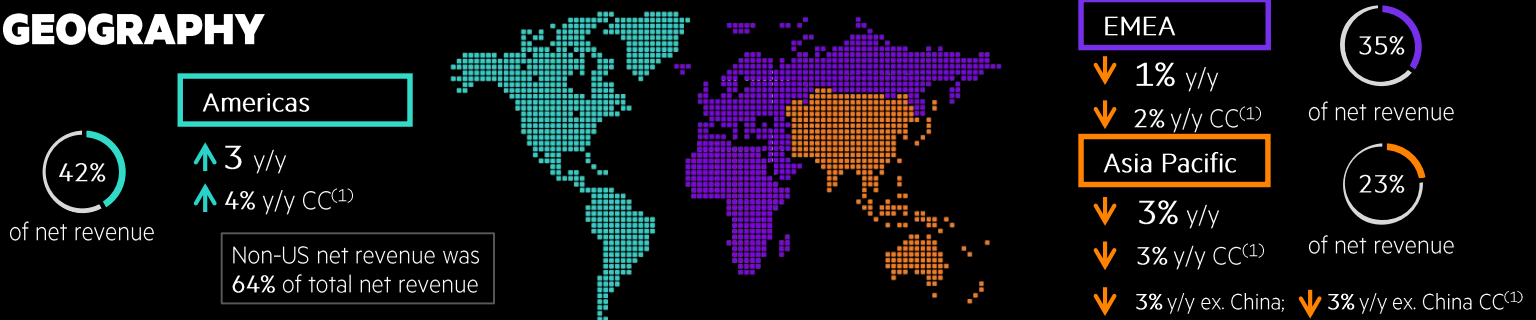 GEOGRAPHY
Americas
42%
of net revenue
3 y/y
4% y/y CC(1)
Non-US net revenue was
64% of total net revenue
EMEA
1% y/y
2% y/y CC(1)
35%
of net revenue
Asia Pacific
3% y/y
3% y/y CC(1)
3% y/y ex. China; 3% y/y ex. China CC(1)
23%
of net revenue